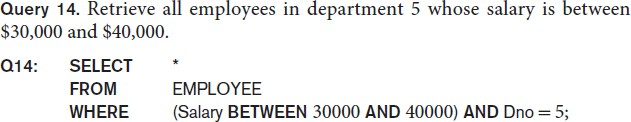 Query 14. Retrieve all employees in department 5 whose salary is between
$30,000 and $40,000.
Q14: SELECT *
FROM EMPLOYEE
WHERE (Salary BETWEEN 30000 AND 40000) AND Dno = 5;